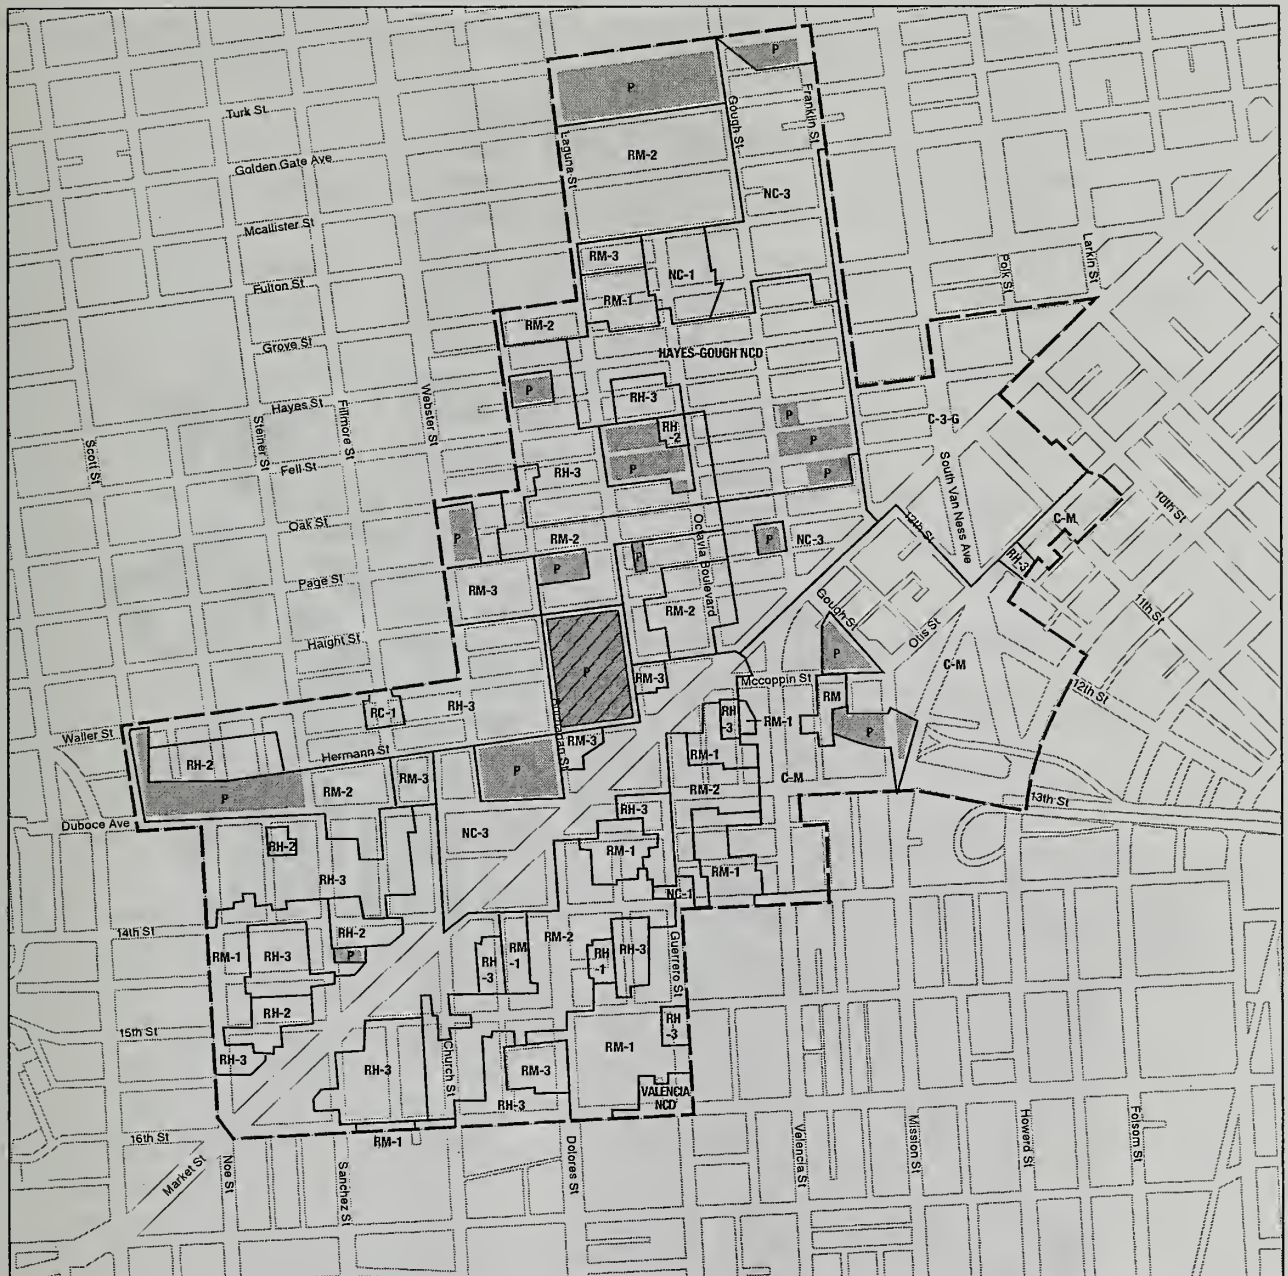 P
P
Turk St
Gough St
Franklin St
Laguna St
RM-2
Golden Gate Ave
NC-3
Mcallister St
RM-3
NC-1
Polk St
Larkin St
Fulton St
RM-1
RM-2
Grove St
HAYES-GOUGH NCD
P
RH-3
Hayes St
Webster St
Steiner St
Fillmore St
Scott St
P
C-3-G
RH
-2
P
Fell St
RH-3
P
P
South Van Ness Ave
10th St
C-M
Oak St
P
RM-2
Octavia Boulevard
P
NC-3
12th St
P
P
RH-3
Page St
RM-3
RM-2
Gough St
11th St
Otis St
Haight St
P
P
C-M
RM-3
Mccoppin St
12th St
RC-1
RH-3
RM
RH
-3
RM-1
Waller St
Hermann St
Buchanan St
RM-3
P
RH-2
RM-1
P
RM-3
C-M
P
RM-2
RM-2
13th St
Duboce Ave
RH-3
NC-3
RH-2
RM-1
RH-3
RM-1
NC-1
14th St
RH-2
RM-2
RM-1
RH-3
P
RH
-3
RM
-1
RH
-1
RH-3
Guerrero St
RH-2
15th St
RH
-3
RH-3
RH-3
Church St
RM-3
RM-1
VALENCIA
NCD
RH-3
16th St
RM-1
Market St
Noe St
Sanchez St
Dolores St
Valencia St
Mission St
Howard St
Folsom St